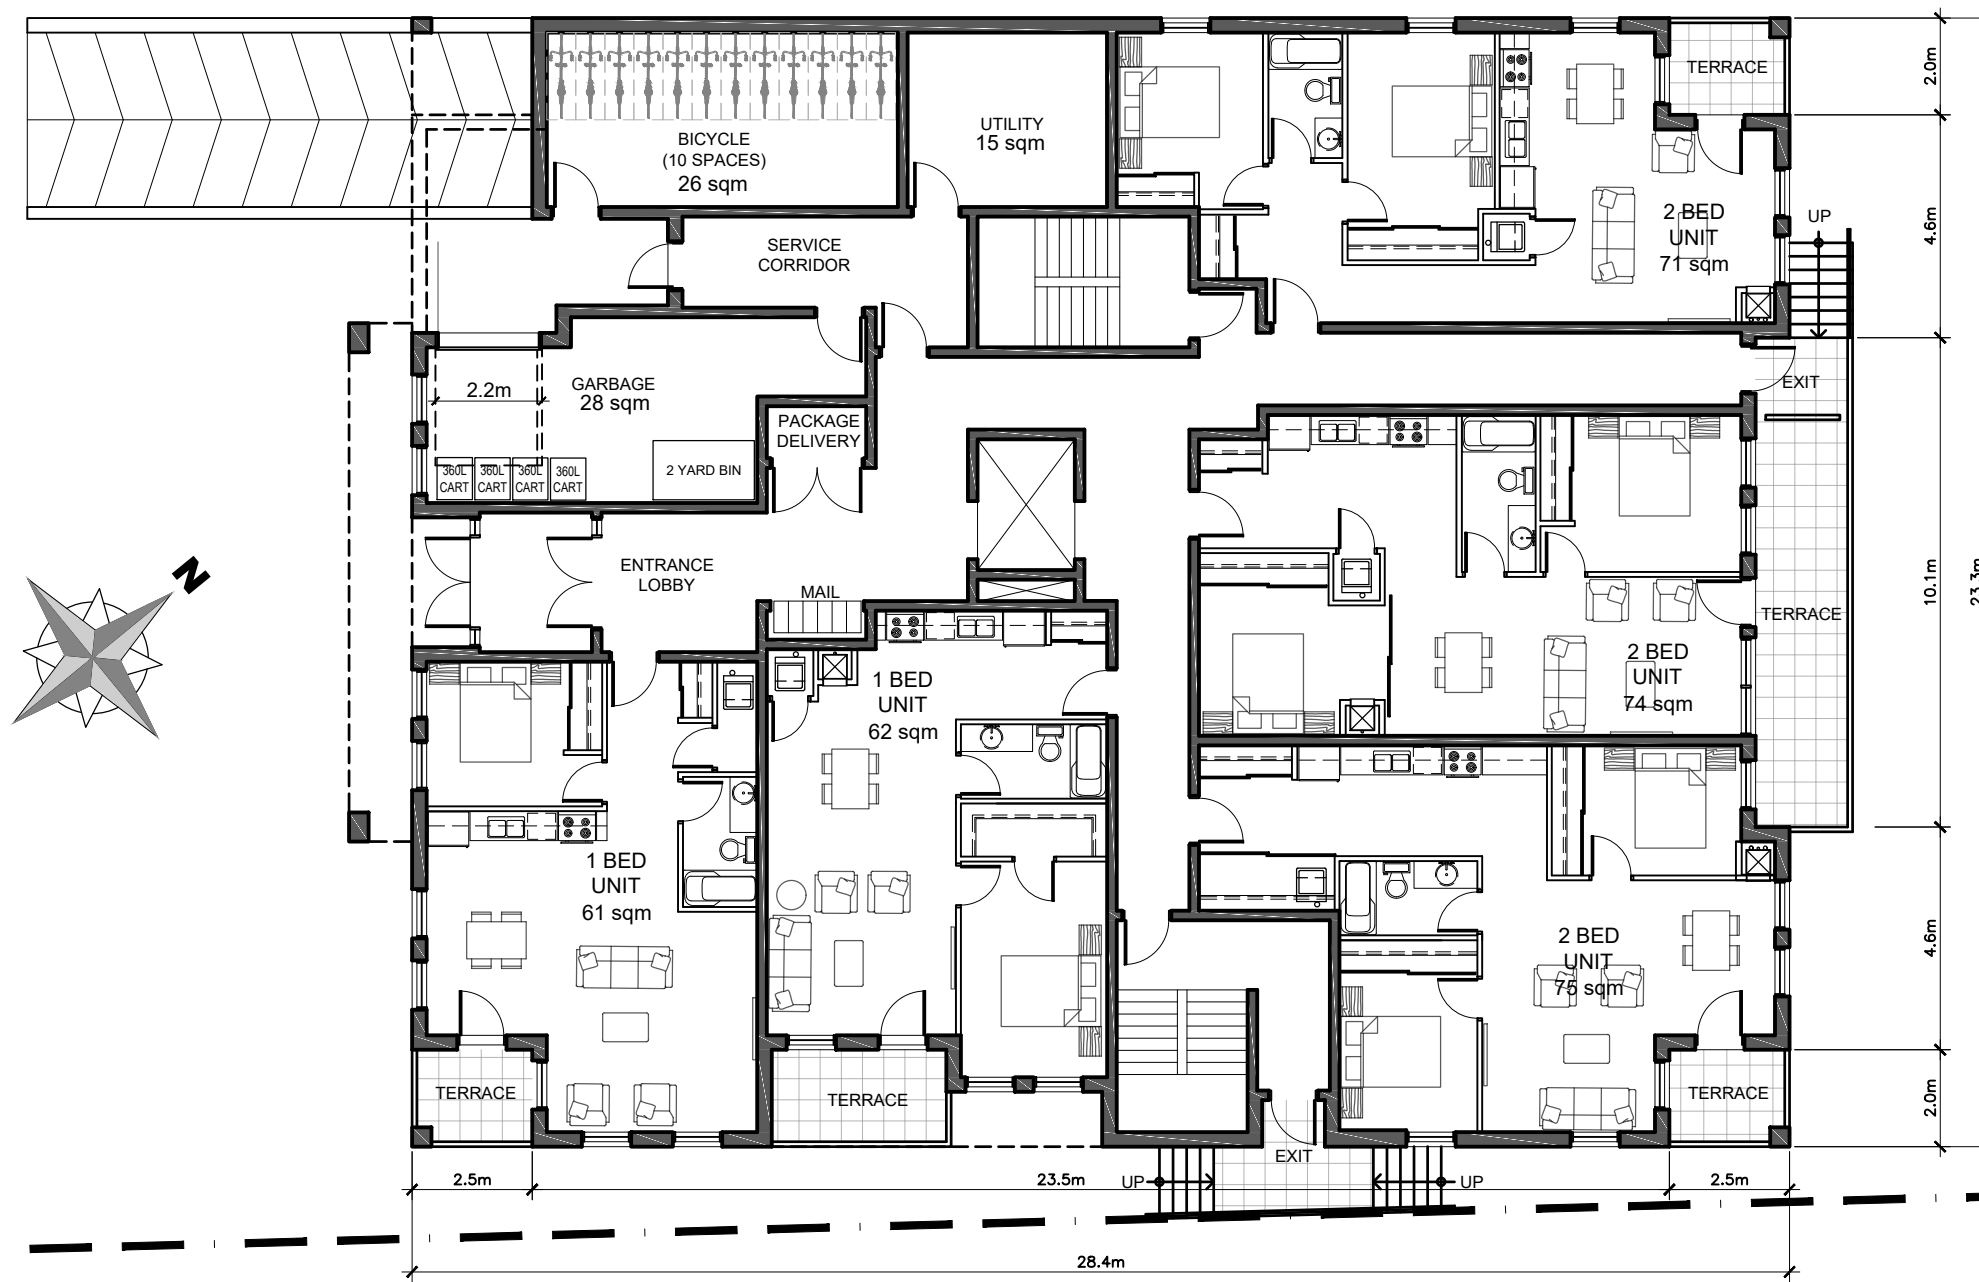 TERRACE
2.0m
UTILITY
15 sqm
BICYCLE
(10 SPACES)
26 sqm
2 BED
UNIT
71 sqm
UP
4.6m
SERVICE
CORRIDOR
EXIT
2.2m
GARBAGE
28 sqm
PACKAGE
DELIVERY
2 YARD BIN
360L
CART
360L
CART
360L
CART
360L
CART
N
ENTRANCE
LOBBY
MAIL
10.1m
23.3m
TERRACE
2 BED
UNIT
74 sqm
1 BED
UNIT
62 sqm
1 BED
UNIT
61 sqm
2 BED
UNIT
75 sqm
4.6m
TERRACE
TERRACE
TERRACE
2.0m
EXIT
2.5m
23.5m
UP
UP
2.5m
28.4m